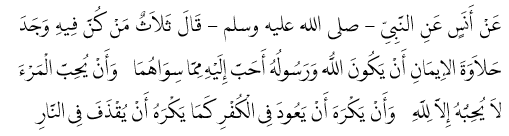 عَنْ أَنَسٍ عَنِ النَّبِيِّ – صلى الله عليه وسلم – قَالَ ثَلاَثٌ مَنْ كُنَّ فِيهِ وَجَدَ
حَلاَوَةَ الإِيمَانِ أَنْ يَكُونَ اللَّهُ وَرَسُولُهُ أَحَبَّ إِلَيْهِ مِمَّا سِوَاهُمَا وَأَنْ يُحِبَّ الْمَرْءَ
لاَ يُحِبُّهُ إِلاَّ لِلَّهِ وَأَنْ يَكْرَهَ أَنْ يَعُودَ فِي الْكُفْرِ كَمَا يَكْرَهُ أَنْ يُقْذَفَ فِي النَّارِ